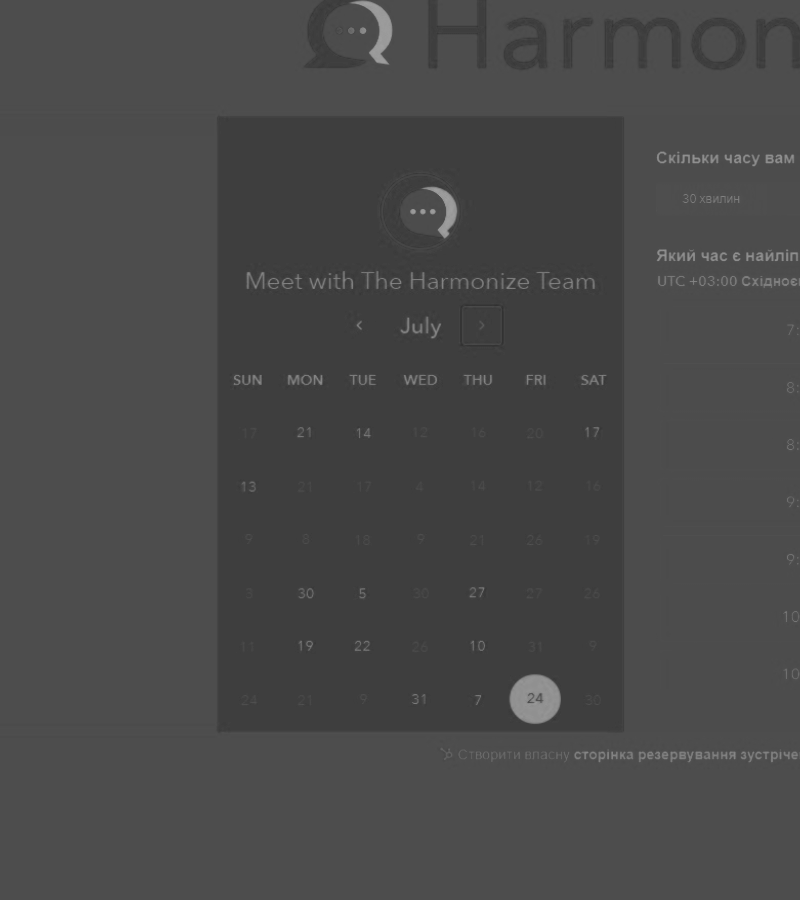 Harmon
Скільки часу вам
30 хвилин
Meet with The Harmonize Team
Який час є найліп
UTC +03:00 Східноє
‹ July ›
SUN MON TUE WED THU FRI SAT
17 21 14 12 16 20 17
13 21 17 4 14 12 16
9 8 18 9 21 26 19
3 30 5 30 27 27 26
11 19 22 26 10 31 9
24 21 9 31 7 24 30
7:
8:
8:
9:
9:
10
10
Створити власну сторінка резервування зустріче